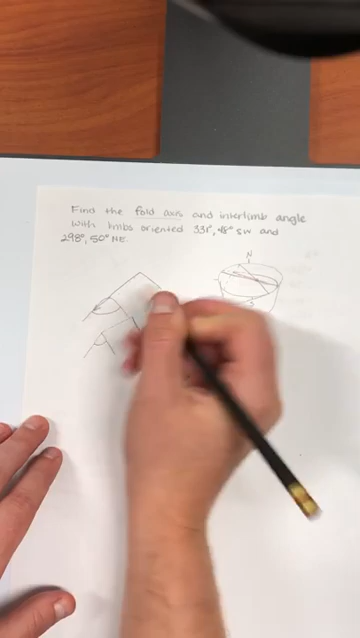 Find the fold axis and interlimb angle
with limbs oriented 331°, 48° SW and
298°, 50° NE.
N
S